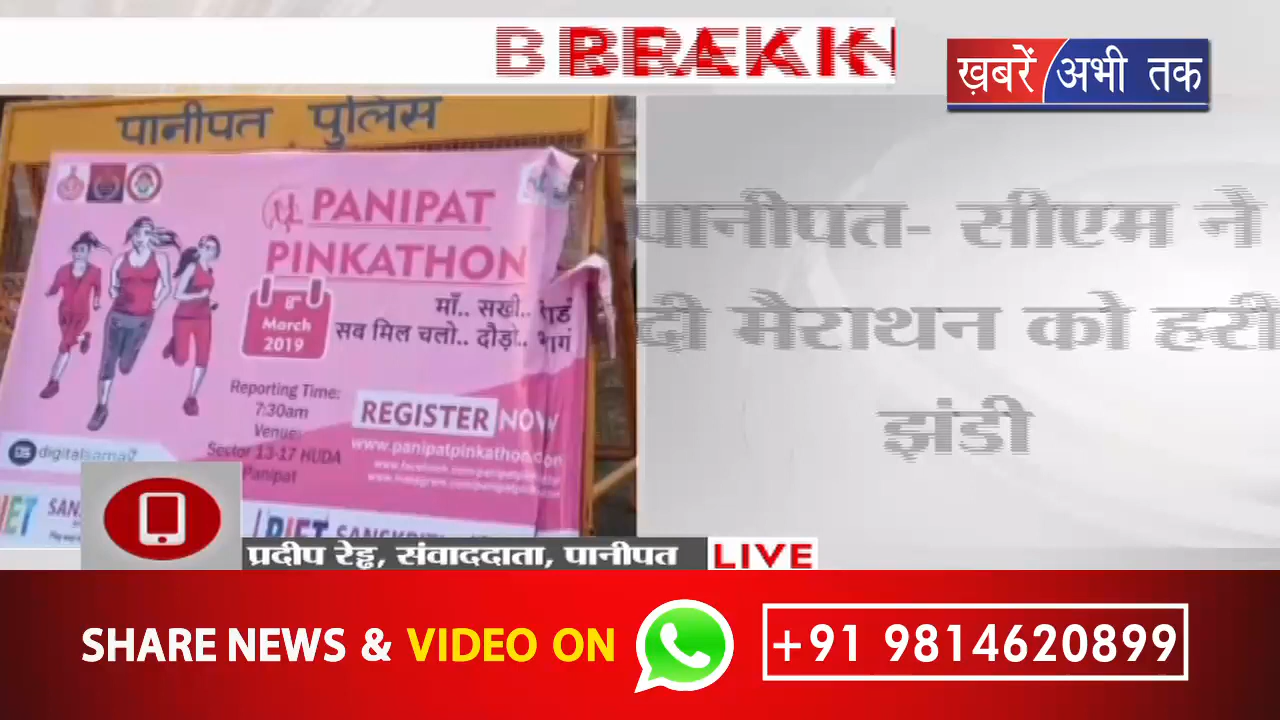 ख़बरें अभी तक
पानीपत पुलिस
PANIPAT
PINKATHON
8th
March
2019
माँ.. सखी..
सब मिल चलो.. दौड़ो..
Reporting Time:
7:30am
Venue:
Sector 13-17 HUDA
Panipat
REGISTER NOW
www.panipatpinkathon.com
digitalsamay
पानीपत- सीएम ने
दी मैराथन को हरी
झंडी
प्रदीप रेढ़ू, संवाददाता, पानीपत
LIVE
SHARE NEWS & VIDEO ON
+91 9814620899